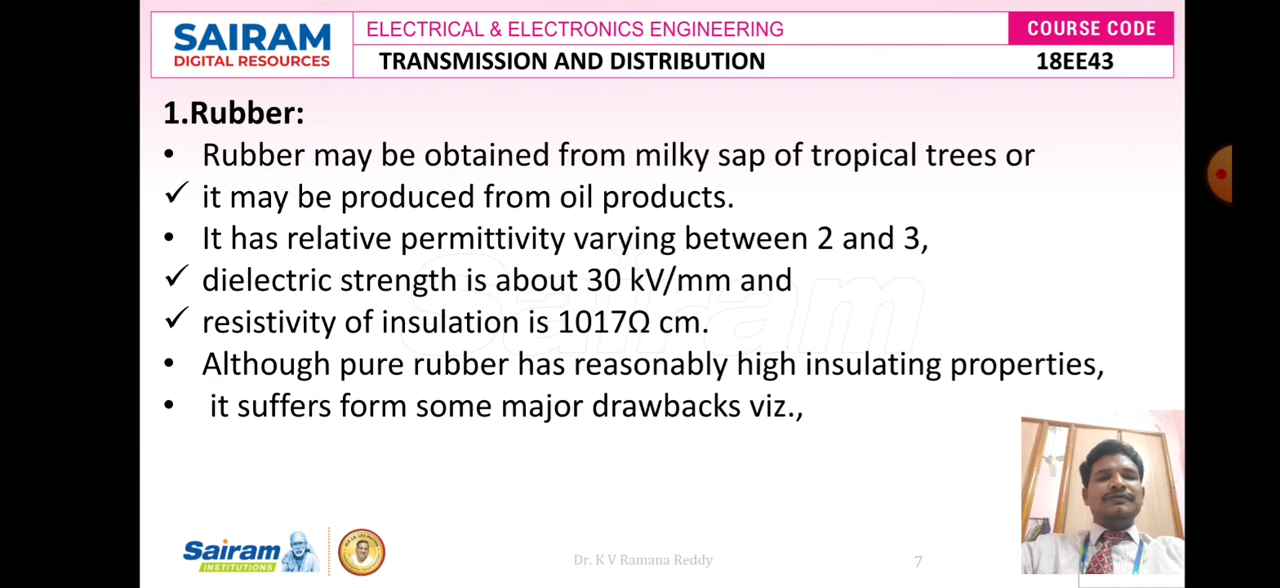 SAIRAM
DIGITAL RESOURCES
ELECTRICAL & ELECTRONICS ENGINEERING
COURSE CODE
TRANSMISSION AND DISTRIBUTION
18EE43
1.Rubber:
• Rubber may be obtained from milky sap of tropical trees or
✓ it may be produced from oil products.
• It has relative permittivity varying between 2 and 3,
✓ dielectric strength is about 30 kV/mm and
✓ resistivity of insulation is 1017Ω cm.
• Although pure rubber has reasonably high insulating properties,
• it suffers form some major drawbacks viz.,
Sairam
Sairam
INSTITUTIONS
Dr. K V Ramana Reddy
7